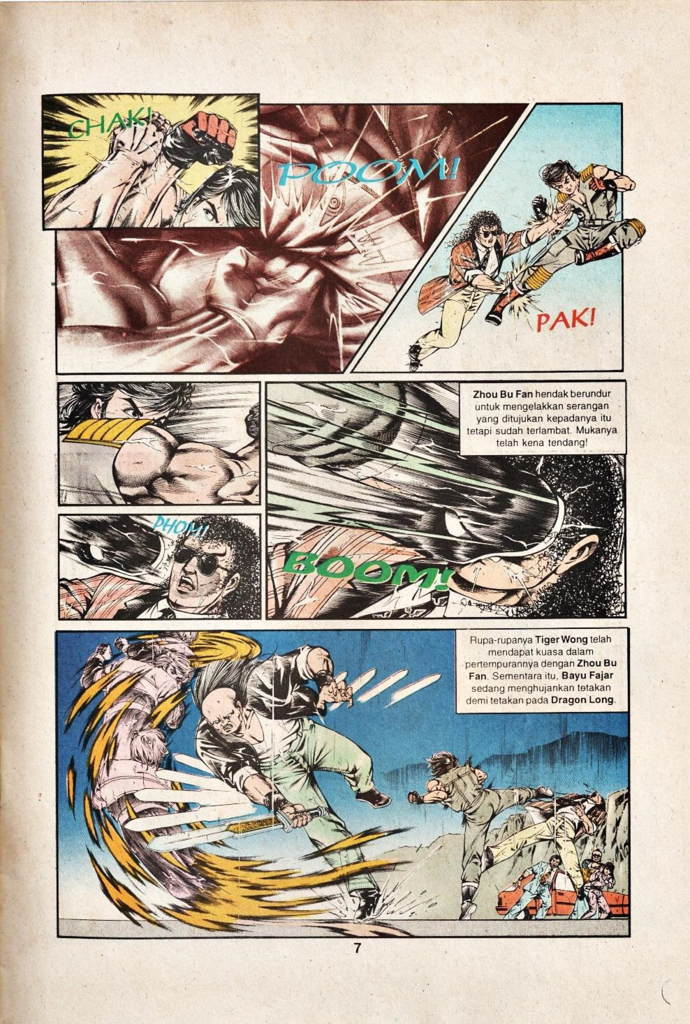 CHAK!
POOM!
PAK!
Zhou Bu Fan hendak berundur
untuk mengelakkan serangan
yang ditujukan kepadanya itu
tetapi sudah terlambat. Mukanya
telah kena tendang!
PHOM!
BOOM!
Rupa-rupanya Tiger Wong telah
mendapat kuasa dalam
pertempurannya dengan Zhou Bu
Fan. Sementara itu, Bayu Fajar
sedang menghujankan tetakan
demi tetakan pada Dragon Long.
7